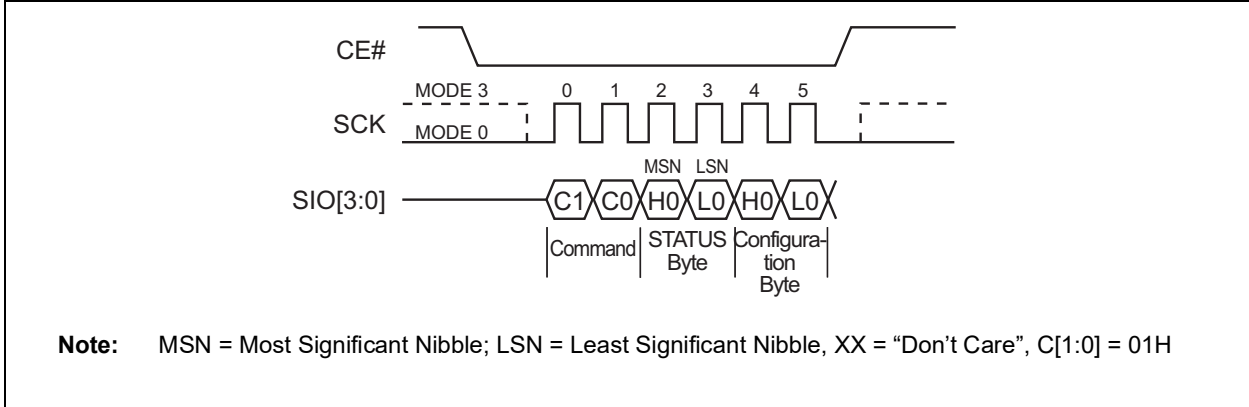 CE#
MODE 3
0 1 2 3 4 5
SCK
MODE 0
MSN LSN
SIO[3:0]
C1 C0 H0 L0 H0 L0
Command
STATUS
Byte
Configura-
tion
Byte
Note: MSN = Most Significant Nibble; LSN = Least Significant Nibble, XX = “Don’t Care”, C[1:0] = 01H